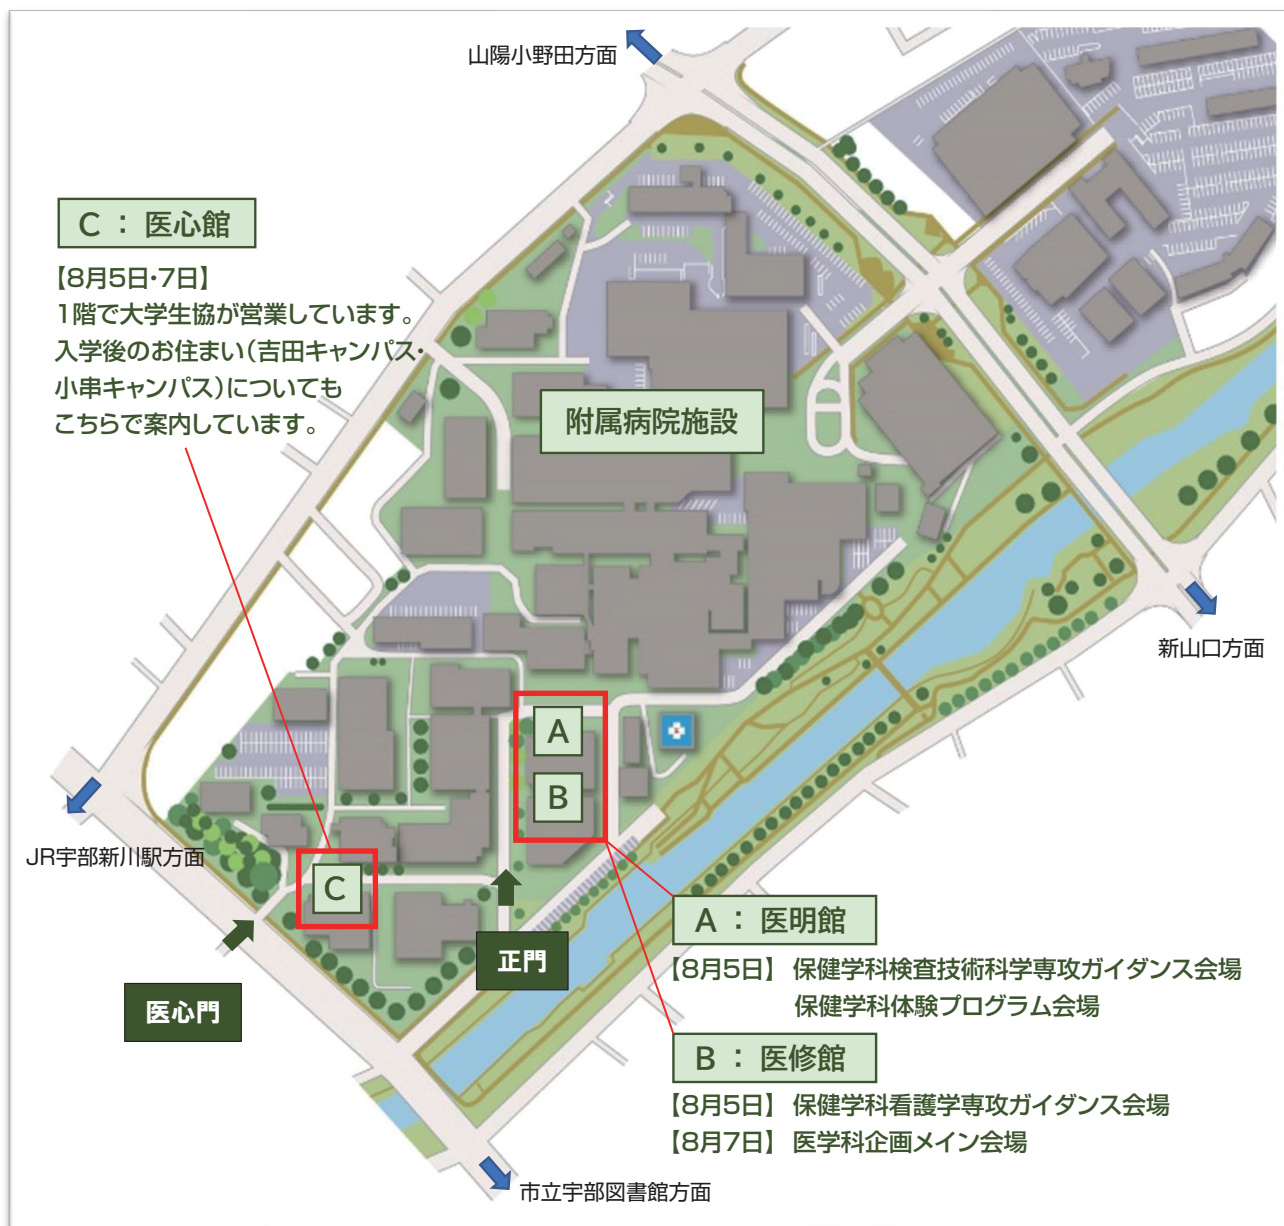 山陽小野田方面
C : 医心館
【8月5日・7日】
1階で大学生協が営業しています。
入学後のお住まい(吉田キャンパス・
小串キャンパス)についても
こちらで案内しています。
附属病院施設
新山口方面
A
B
JR宇部新川駅方面
C
正門
医心門
A : 医明館
【8月5日】 保健学科検査技術科学専攻ガイダンス会場
保健学科体験プログラム会場
B : 医修館
【8月5日】 保健学科看護学専攻ガイダンス会場
【8月7日】 医学科企画メイン会場
市立宇部図書館方面